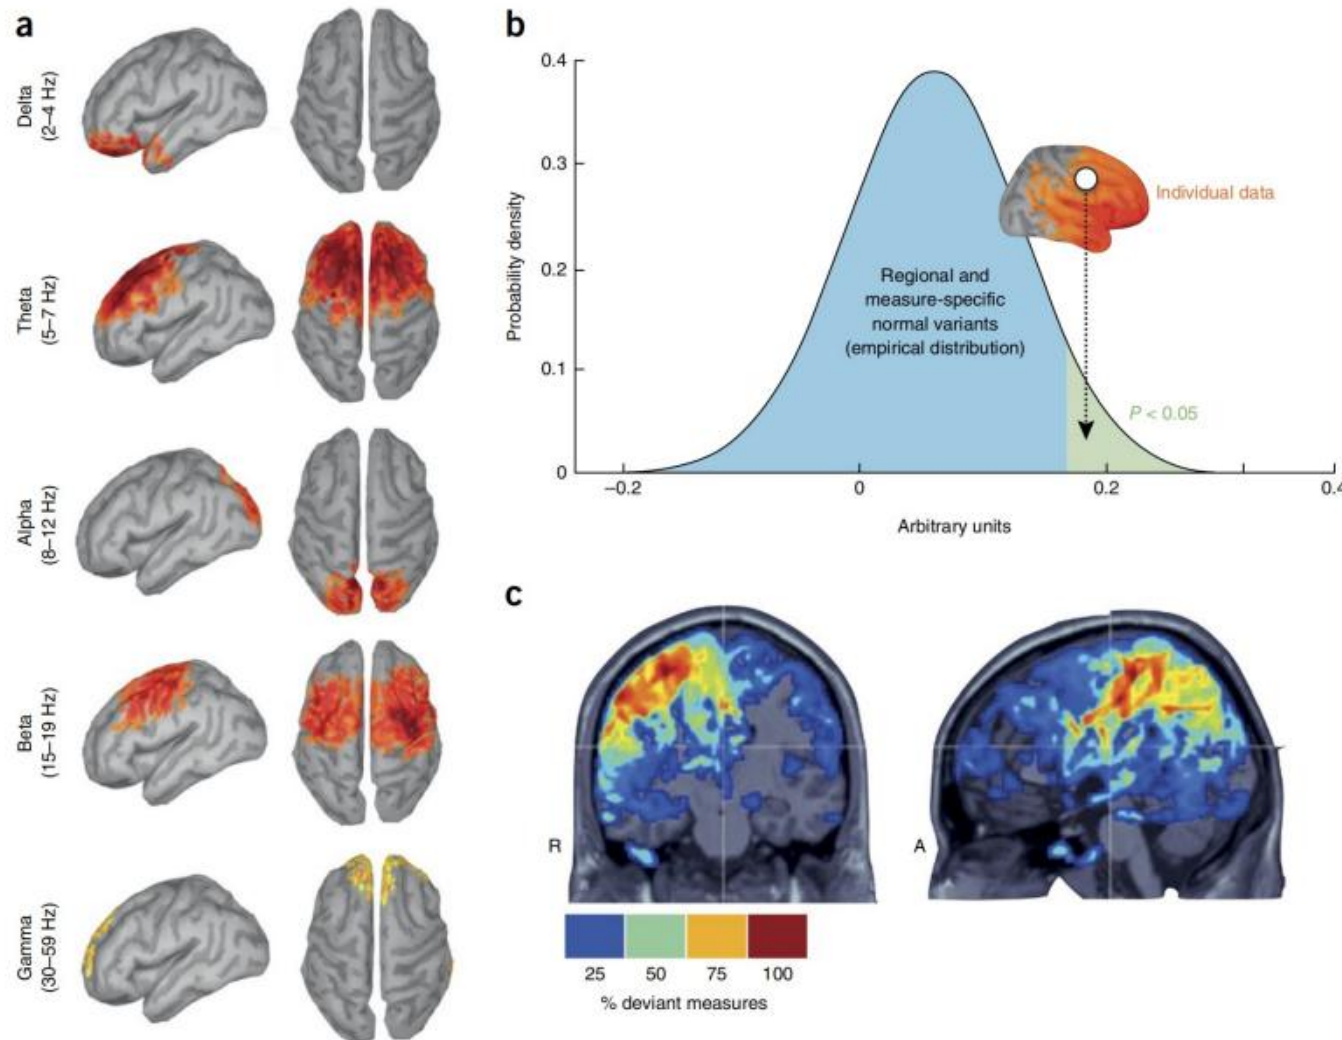 a
Delta
(2–4 Hz)
Theta
(5–7 Hz)
Alpha
(8–12 Hz)
Beta
(15–19 Hz)
Gamma
(30–59 Hz)
b
Probability density
0.4
0.3
0.2
0.1
0
–0.2
0
0.2
0.4
Arbitrary units
Regional and
measure-specific
normal variants
(empirical distribution)
Individual data
P < 0.05
c
R
A
25
50
75
100
% deviant measures